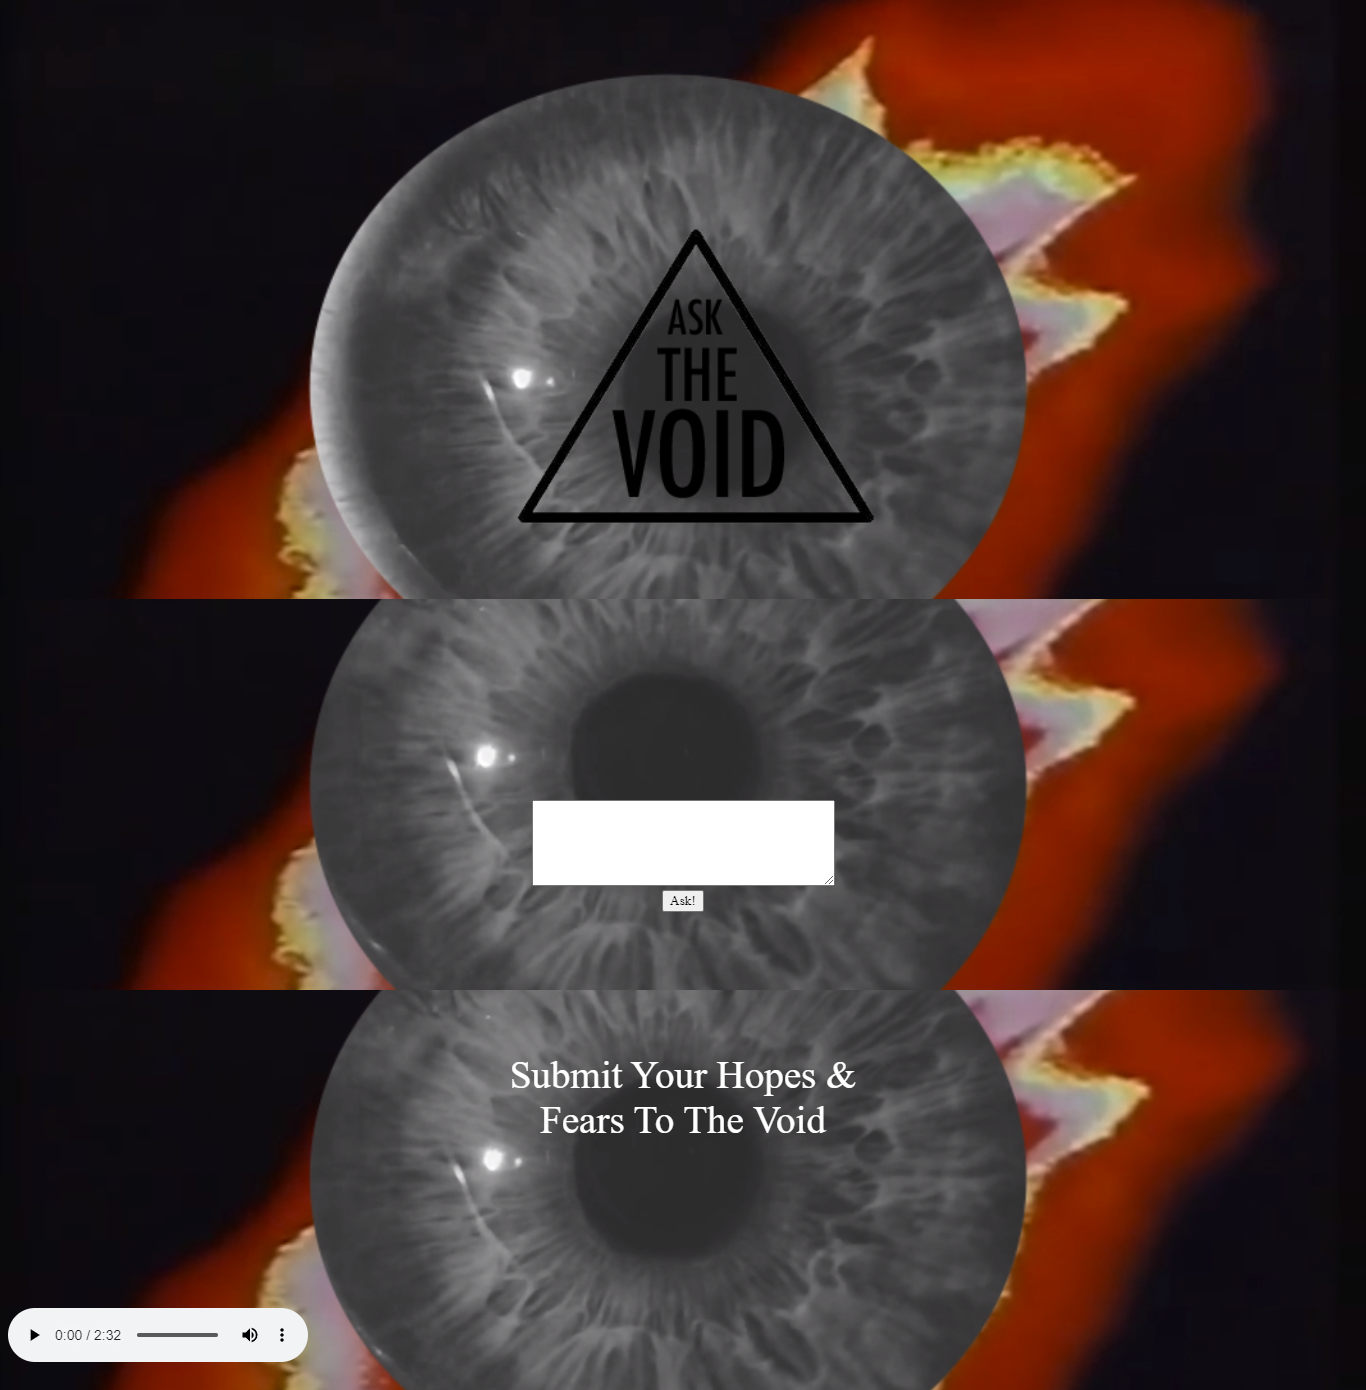 ASK
THE
VOID
Ask!
Submit Your Hopes &
Fears To The Void
0:00 / 2:32